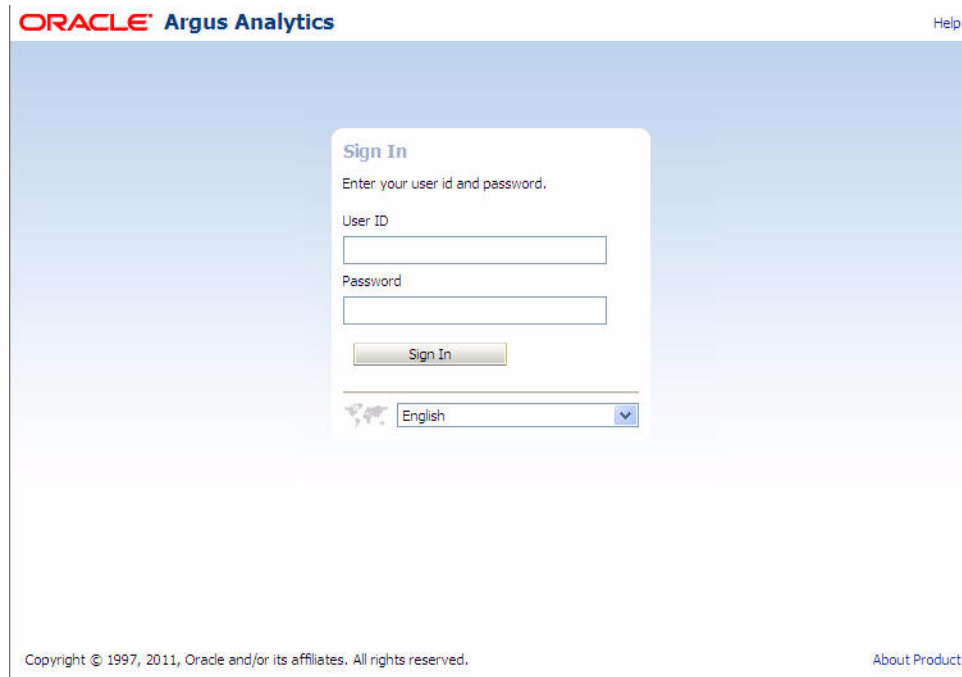 ORACLE Argus Analytics
Help
Sign In
Enter your user id and password.
User ID
Password
Sign In
English
Copyright © 1997, 2011, Oracle and/or its affiliates. All rights reserved.
About Product